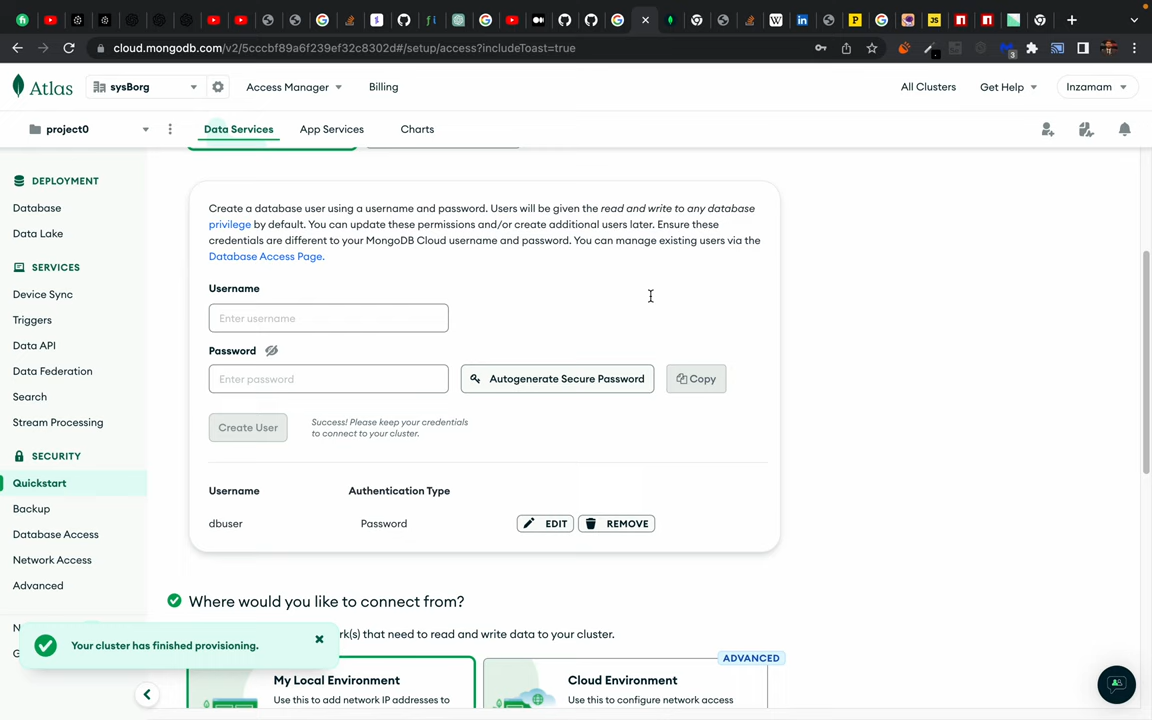 cloud.mongodb.com/v2/5cccbf89a6f239ef32c8302d#/setup/access?includeToast=true
3
Atlas
sysBorg
Access Manager
Billing
All Clusters
Get Help
Inzamam
project0
Data Services
App Services
Charts
DEPLOYMENT
Database
Data Lake
SERVICES
Device Sync
Triggers
Data API
Data Federation
Search
Stream Processing
SECURITY
Quickstart
Backup
Database Access
Network Access
Advanced
Create a database user using a username and password. Users will be given the read and write to any database
privilege by default. You can update these permissions and/or create additional users later. Ensure these
credentials are different to your MongoDB Cloud username and password. You can manage existing users via the
Database Access Page.
Username
Enter username
Password
Enter password
Autogenerate Secure Password
Copy
Create User
Success! Please keep your credentials
to connect to your cluster.
Username
Authentication Type
dbuser
Password
EDIT
REMOVE
Where would you like to connect from?
rk(s) that need to read and write data to your cluster.
Your cluster has finished provisioning.
ADVANCED
My Local Environment
Use this to add network IP addresses to
Cloud Environment
Use this to configure network access